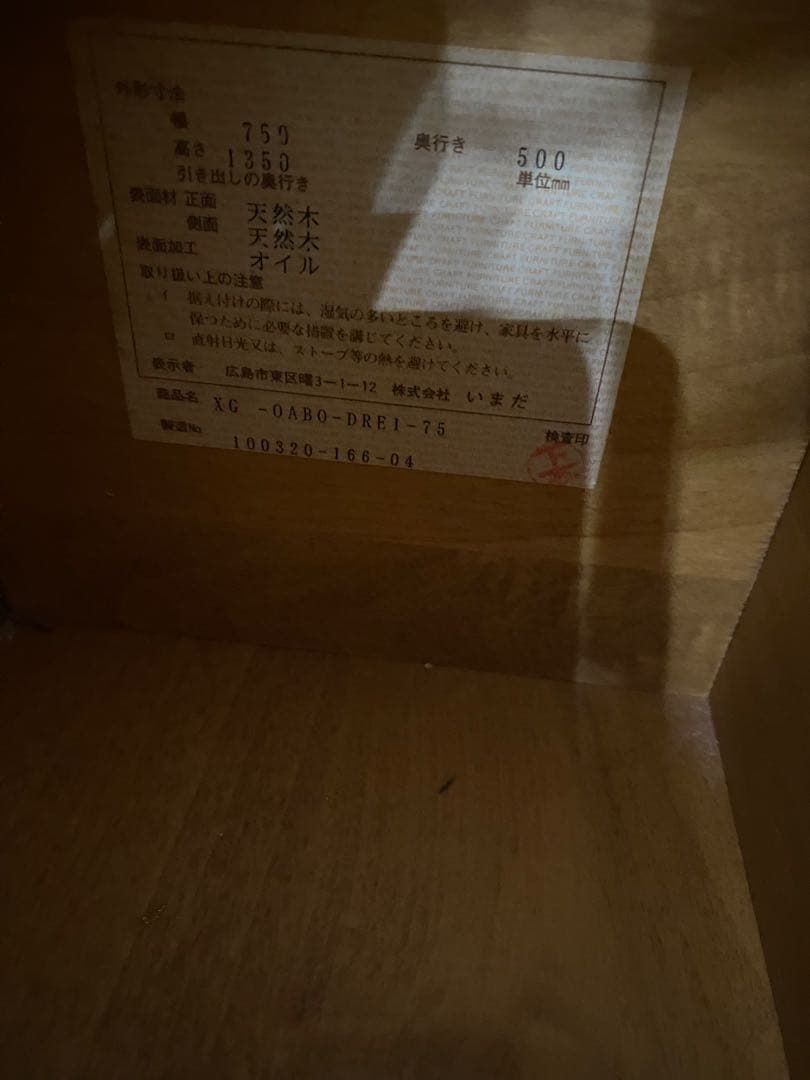 外形寸法
幅 750 奥行き 500
高さ 1350 単位mm
引き出しの奥行き
表面材 正面 天然木
側面 天然木
表面加工 オイル
取り扱い上の注意
イ 据え付けの際には、湿気の多いところを避け、家具を水平に
保つために必要な措置を講じてください。
ロ 直射日光又は、ストーブ等の熱を避けてください。
表示者 広島市東区曙3-1-12 株式会社 いまだ
商品名 XG -OABO-DRE1-75 検査印
製造No 100320-166-04
CRAFT FURNITURE CRAFT FURNITURE